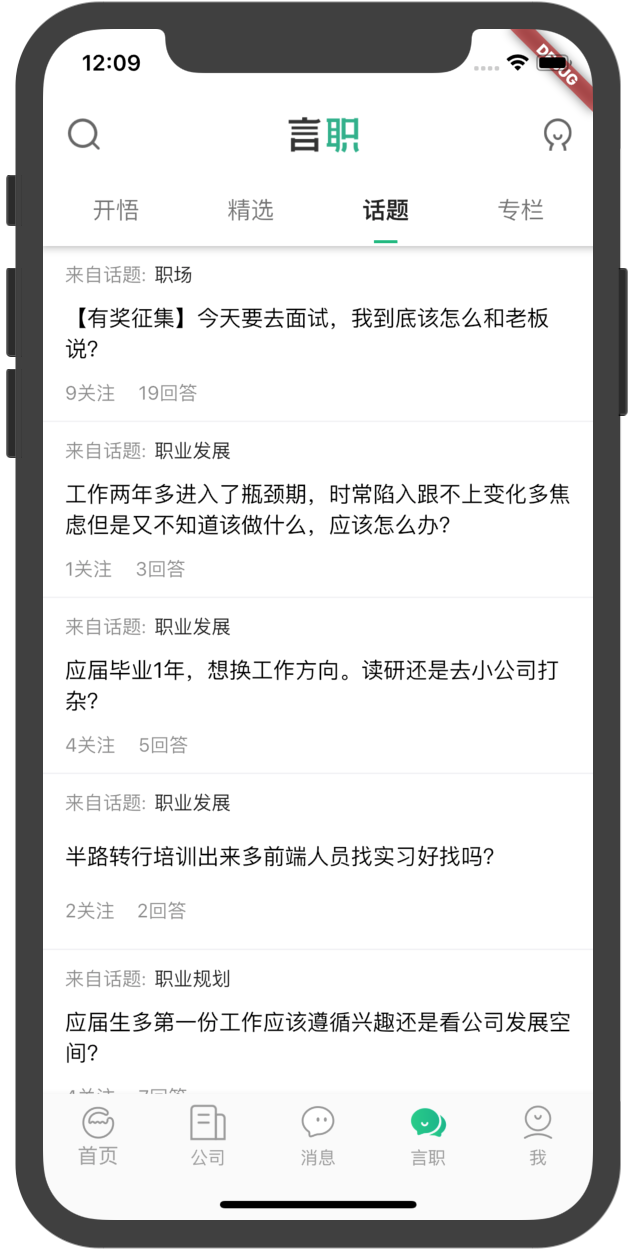 12:09
DEBUG
言职
开悟 精选 话题 专栏
来自话题: 职场
【有奖征集】今天要去面试，我到底该怎么和老板
说?
9关注 19回答
来自话题: 职业发展
工作两年多进入了瓶颈期，时常陷入跟不上变化多焦
虑但是又不知道该做什么，应该怎么办?
1关注 3回答
来自话题: 职业发展
应届毕业1年，想换工作方向。读研还是去小公司打
杂?
4关注 5回答
来自话题: 职业发展
半路转行培训出来多前端人员找实习好找吗?
2关注 2回答
来自话题: 职业规划
应届生多第一份工作应该遵循兴趣还是看公司发展空
间?
首页 公司 消息 言职 我